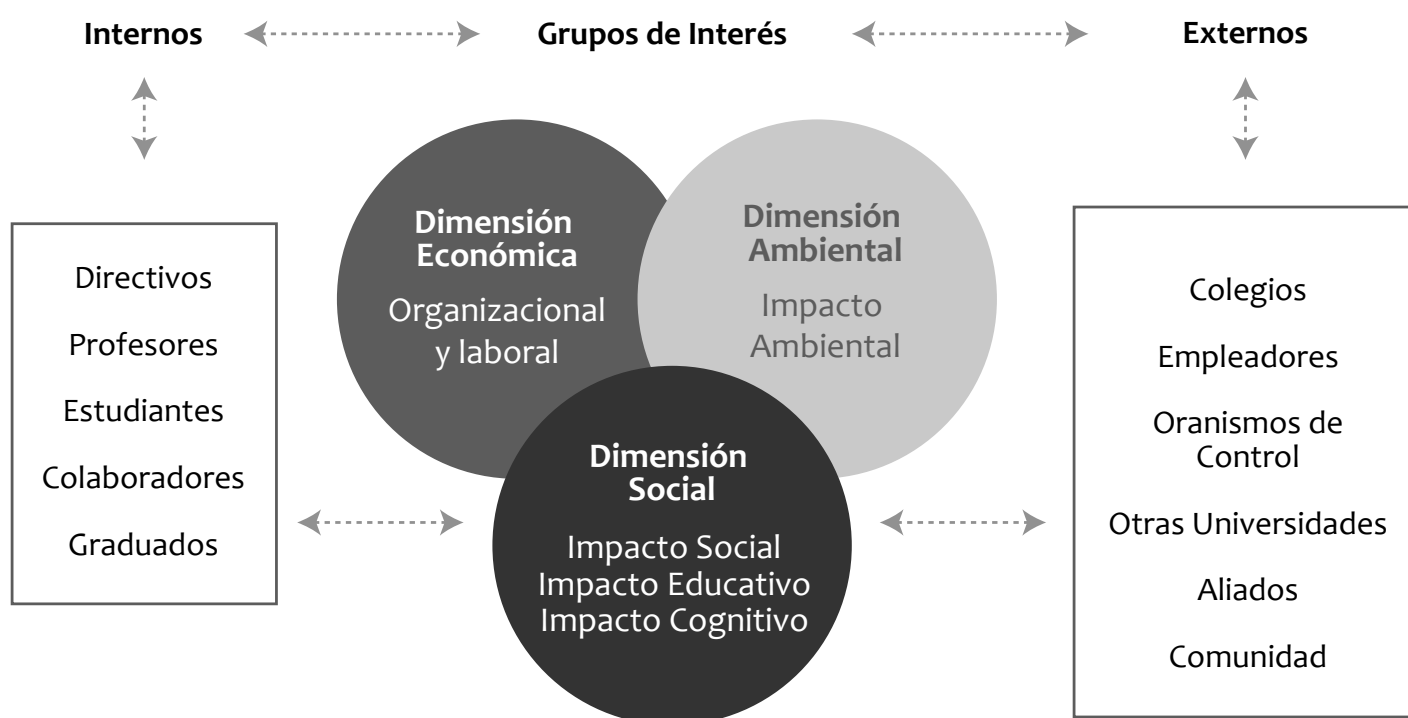 Internos
Grupos de Interés
Externos
Directivos
Profesores
Estudiantes
Colaboradores
Graduados
Dimensión
Económica
Organizacional
y laboral
Dimensión
Ambiental
Impacto
Ambiental
Dimensión
Social
Impacto Social
Impacto Educativo
Impacto Cognitivo
Colegios
Empleadores
Oranismos de
Control
Otras Universidades
Aliados
Comunidad